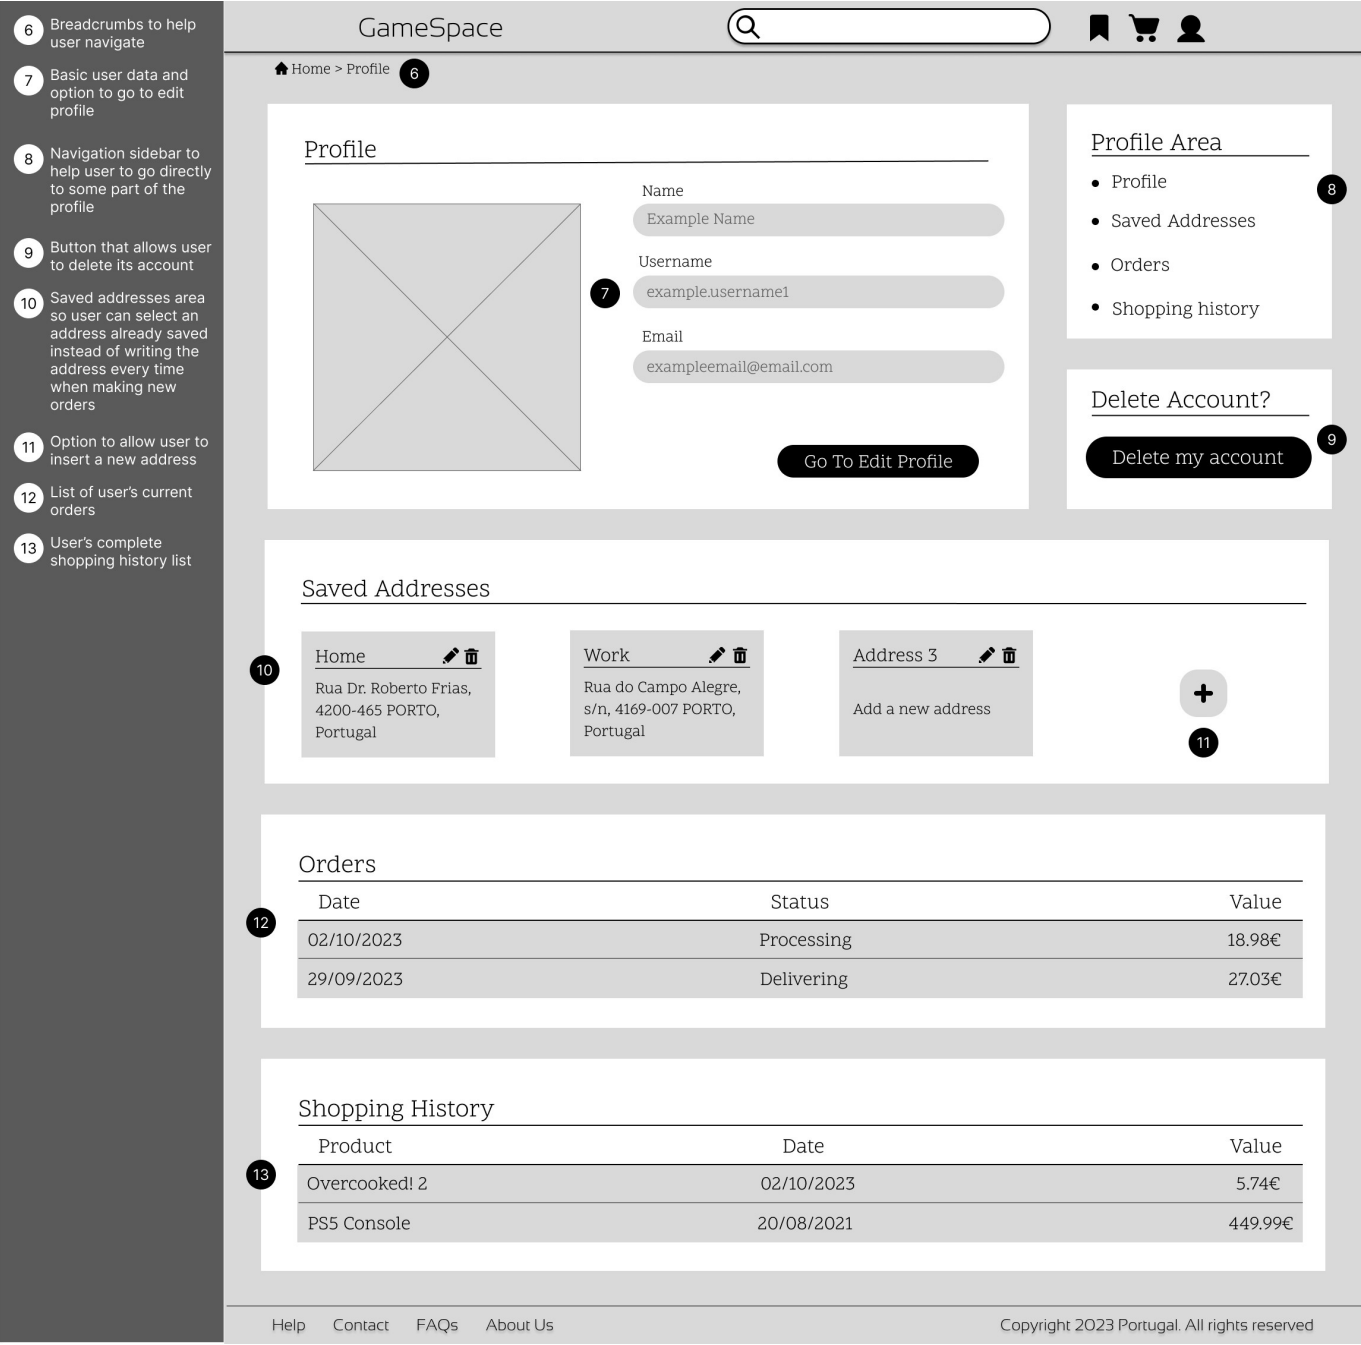 6 Breadcrumbs to help
user navigate
7 Basic user data and
option to go to edit
profile
8 Navigation sidebar to
help user to go directly
to some part of the
profile
9 Button that allows user
to delete its account
10 Saved addresses area
so user can select an
address already saved
instead of writing the
address every time
when making new
orders
11 Option to allow user to
insert a new address
12 List of user's current
orders
13 User's complete
shopping history list
GameSpace
Home > Profile 6
Profile
Name
Example Name
Username
7 example.username1
Email
exampleemail@email.com
Go To Edit Profile
Profile Area
• Profile
8
• Saved Addresses
• Orders
• Shopping history
Delete Account?
9
Delete my account
Saved Addresses
10
Home
Rua Dr. Roberto Frias,
4200-465 PORTO,
Portugal
Work
Rua do Campo Alegre,
s/n, 4169-007 PORTO,
Portugal
Address 3
Add a new address
+
11
Orders
12
Date Status Value
02/10/2023 Processing 18.98€
29/09/2023 Delivering 27.03€
Shopping History
13
Product Date Value
Overcooked! 2 02/10/2023 5.74€
PS5 Console 20/08/2021 449.99€
Help Contact FAQs About Us Copyright 2023 Portugal. All rights reserved